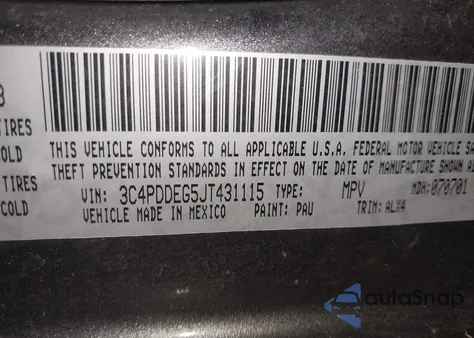 B
TIRES
COLD
TIRES
COLD
THIS VEHICLE CONFORMS TO ALL APPLICABLE U.S.A. FEDERAL MOTOR VEHICLE
THEFT PREVENTION STANDARDS IN EFFECT ON THE DATE OF MANUFACTURE SHOWN
VIN: 3C4PDDEG5JT431115 TYPE: MPV MDH: 070701
VEHICLE MADE IN MEXICO PAINT: PAU TRIM: ALX4
autoSnap